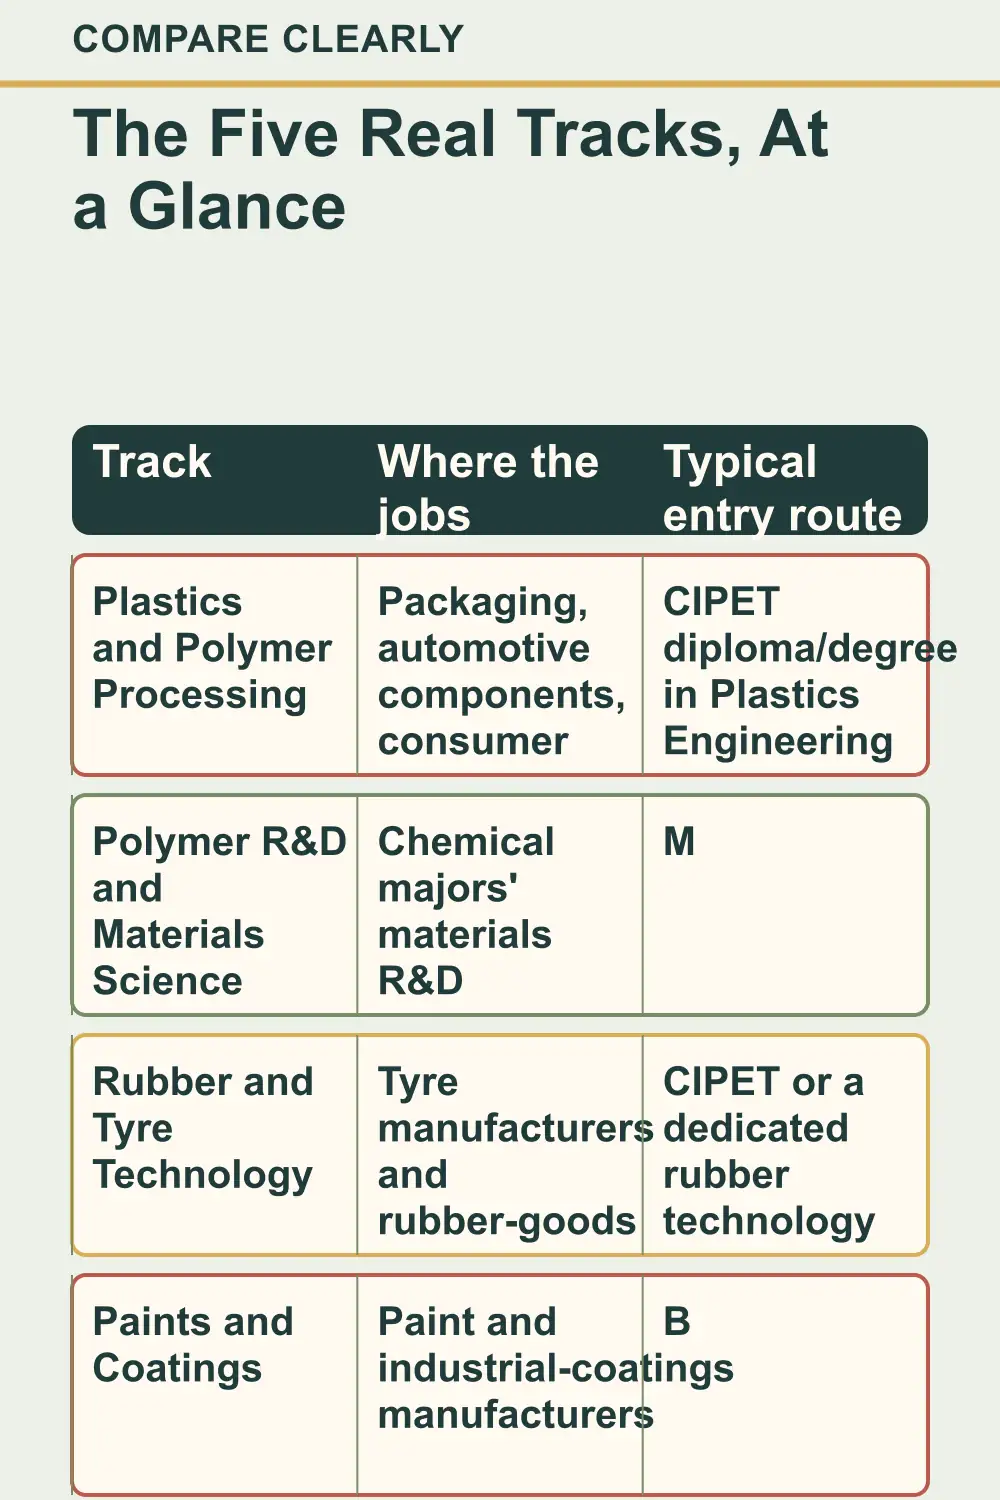 COMPARE CLEARLY
The Five Real Tracks, At
a Glance
Track
Where the
jobs
Typical
entry route
Plastics
and Polymer
Processing
Packaging,
automotive
components,
consumer
CIPET
diploma/degree
in Plastics
Engineering
Polymer R&D
and
Materials
Science
Chemical
majors'
materials
R&D
M
Rubber and
Tyre
Technology
Tyre
manufacturers
and
rubber-goods
CIPET or a
dedicated
rubber
technology
Paints and
Coatings
Paint and
industrial-coatings
manufacturers
B